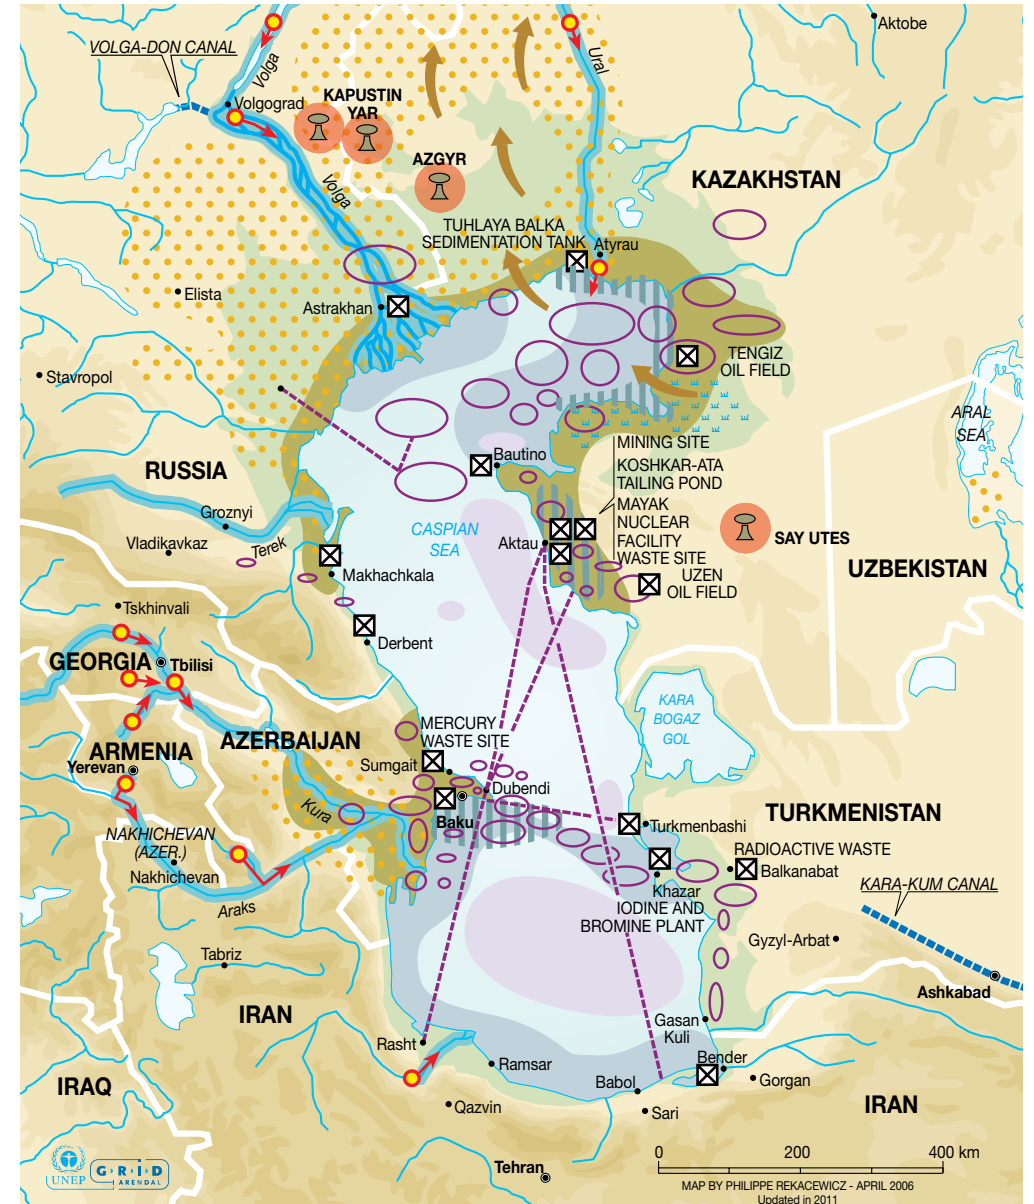 Aktobe
VOLGA-DON CANAL
Volga
Ural
Volgograd
KAPUSTIN
YAR
AZGYR
KAZAKHSTAN
Volga
TUHLAYA BALKA
SEDIMENTATION TANK
Atyrau
Elista
Astrakhan
TENGIZ
OIL FIELD
Stavropol
ARAL
SEA
MINING SITE
Bautino
RUSSIA
KOSHKAR-ATA
TAILING POND
MAYAK
NUCLEAR
FACILITY
WASTE SITE
Groznyi
CASPIAN
SEA
Aktau
SAY UTES
Terek
Vladikavkaz
UZBEKISTAN
Makhachkala
UZEN
OIL FIELD
Tskhinvali
Derbent
GEORGIA
Tbilisi
KARA
BOGAZ
GOL
MERCURY
WASTE SITE
AZERBAIJAN
ARMENIA
Yerevan
Sumgait
Dubendi
Kura
Baku
TURKMENISTAN
Turkmenbashi
NAKHICHEVAN
(AZER.)
Nakhichevan
RADIOACTIVE WASTE
Balkanabat
Khazar
IODINE AND
BROMINE PLANT
KARA-KUM CANAL
Araks
Gyzyl-Arbat
Tabriz
Ashkabad
IRAN
Gasan
Kuli
Rasht
Ramsar
Bender
IRAQ
Babol
Gorgan
Qazvin
Sari
IRAN
Tehran
0 200 400 km
UNEP
GRID
ARENDAL
MAP BY PHILIPPE REKACEWICZ - APRIL 2006
Updated in 2011